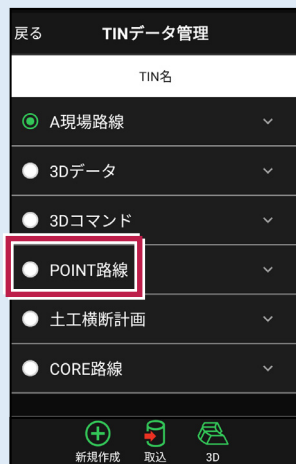 戻る TINデータ管理
TIN名
A現場路線
3Dデータ
3Dコマンド
POINT路線
土工横断計画
CORE路線
新規作成 取込 3D